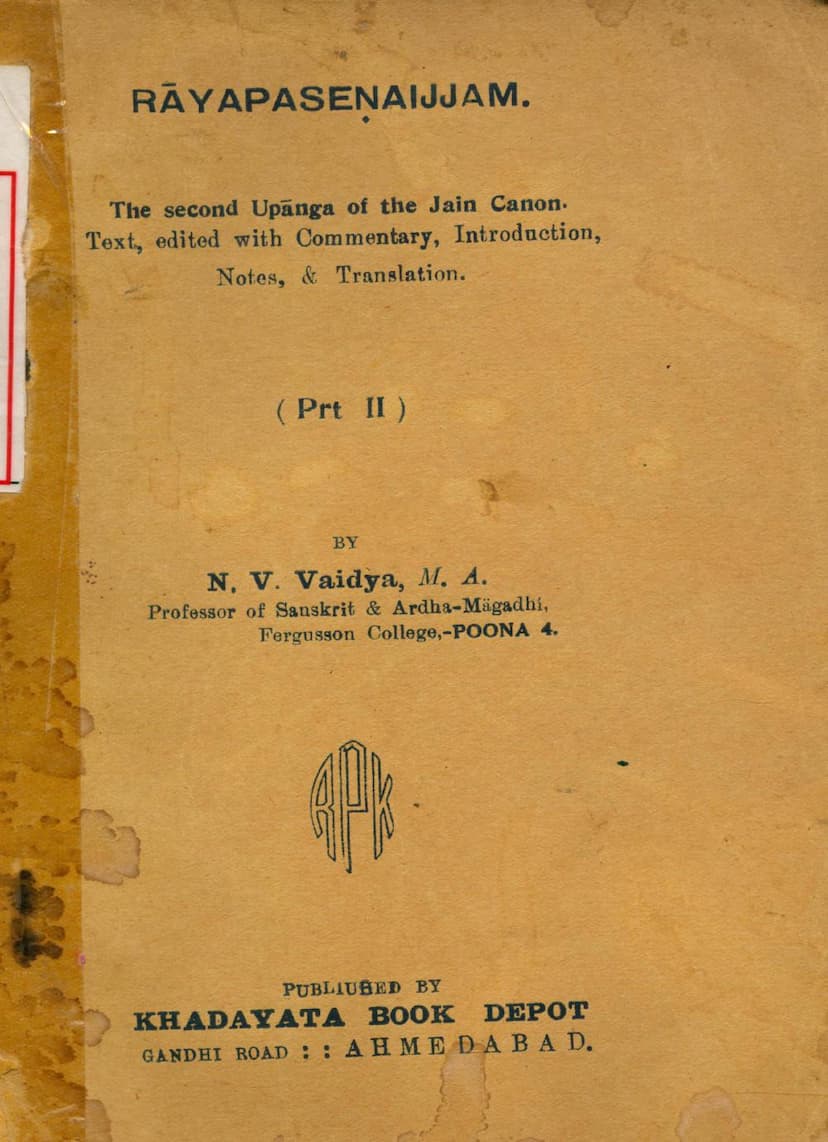 RĀYAPASEṆAIJJAM.
The second Upānga of the Jain Canon.
Text, edited with Commentary, Introduction,
Notes, & Translation.
( Prt II )
BY
N. V. Vaidya, M. A.
Professor of Sanskrit & Ardha-Māgadhi,
Fergusson College,-POONA 4.
RPK
PUBLIUSED BY
KHADAYATA BOOK DEPOT
GANDHI ROAD : : AHMEDABAD.